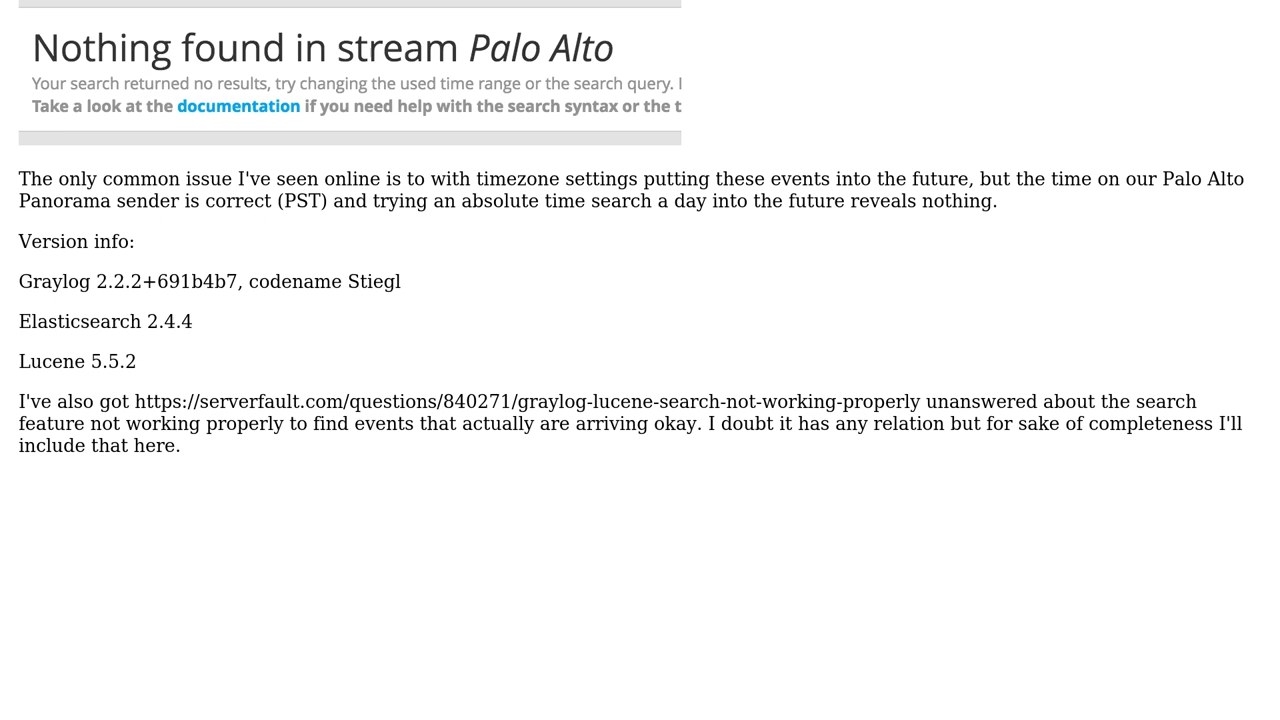 Nothing found in stream Palo Alto
Your search returned no results, try changing the used time range or the search query.
Take a look at the documentation if you need help with the search syntax or the
The only common issue I've seen online is to with timezone settings putting these events into the future, but the time on our Palo Alto
Panorama sender is correct (PST) and trying an absolute time search a day into the future reveals nothing.
Version info:
Graylog 2.2.2+691b4b7, codename Stiegl
Elasticsearch 2.4.4
Lucene 5.5.2
I've also got https://serverfault.com/questions/840271/graylog-lucene-search-not-working-properly unanswered about the search
feature not working properly to find events that actually are arriving okay. I doubt it has any relation but for sake of completeness I'll
include that here.